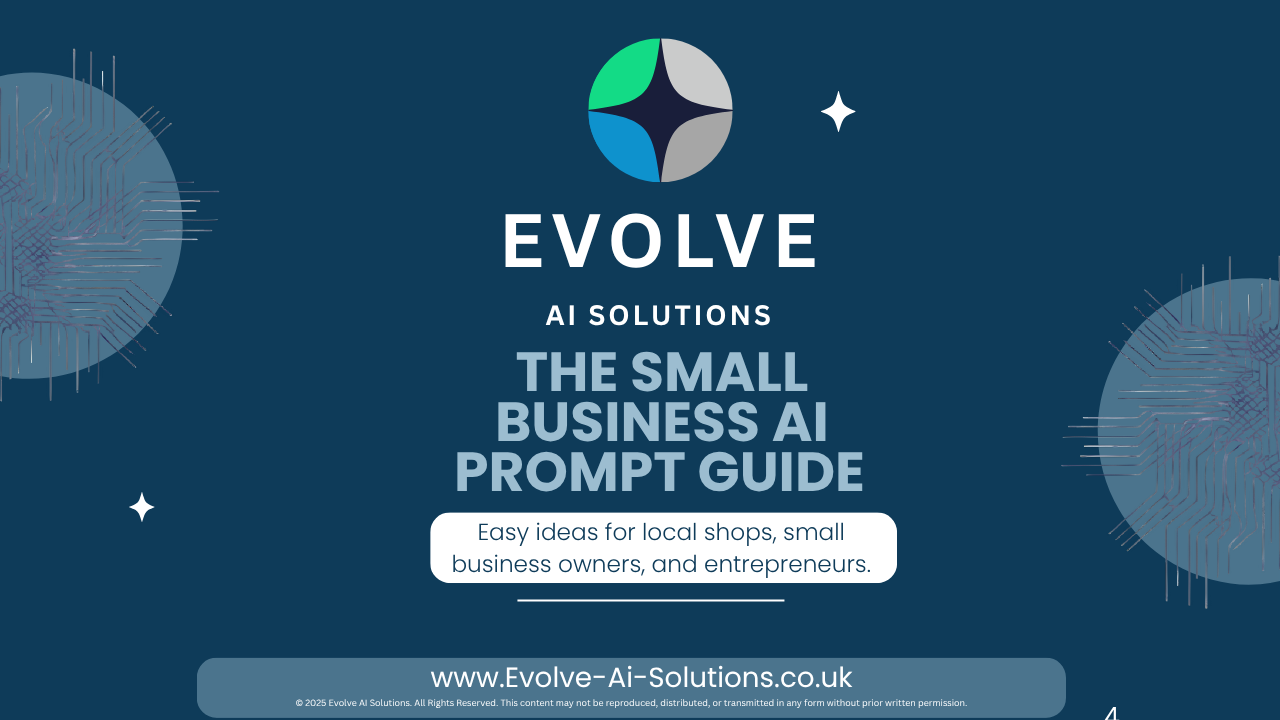 EVOLVE
AI SOLUTIONS
THE SMALL
BUSINESS AI
PROMPT GUIDE
Easy ideas for local shops, small
business owners, and entrepreneurs.
www.Evolve-Ai-Solutions.co.uk
© 2025 Evolve AI Solutions. All Rights Reserved. This content may not be reproduced, distributed, or transmitted in any form without prior written permission.
4